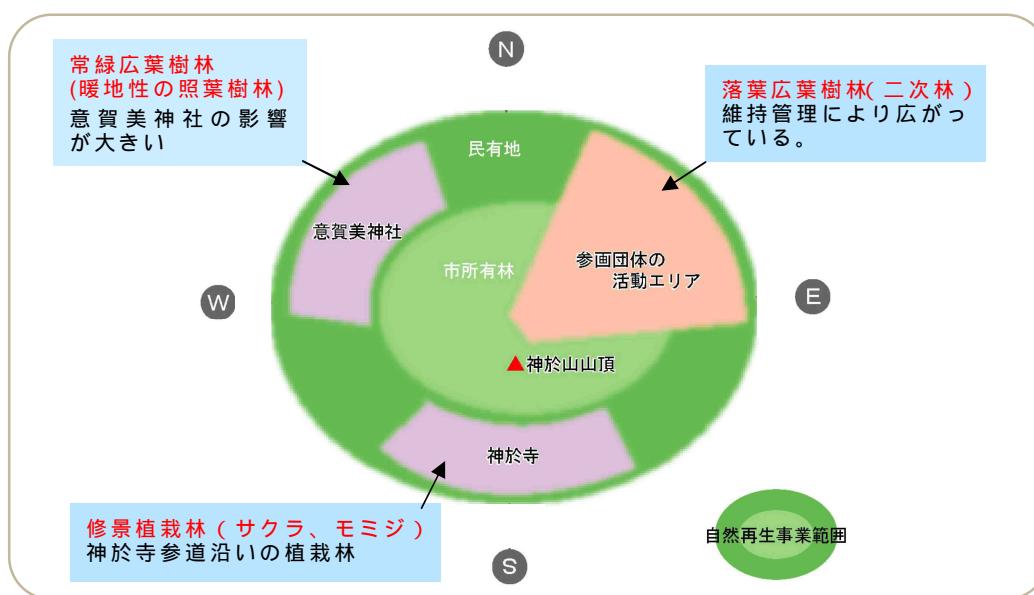 N
常緑広葉樹林
(暖地性の照葉樹林)
意賀美神社の影響
が大きい
落葉広葉樹林(二次林)
維持管理により広がっ
ている。
民有地
意賀美神社
市所有林
参画団体の
活動エリア
W
E
神於山山頂
神於寺
修景植栽林(サクラ、モミジ)
神於寺参道沿いの植栽林
自然再生事業範囲
S